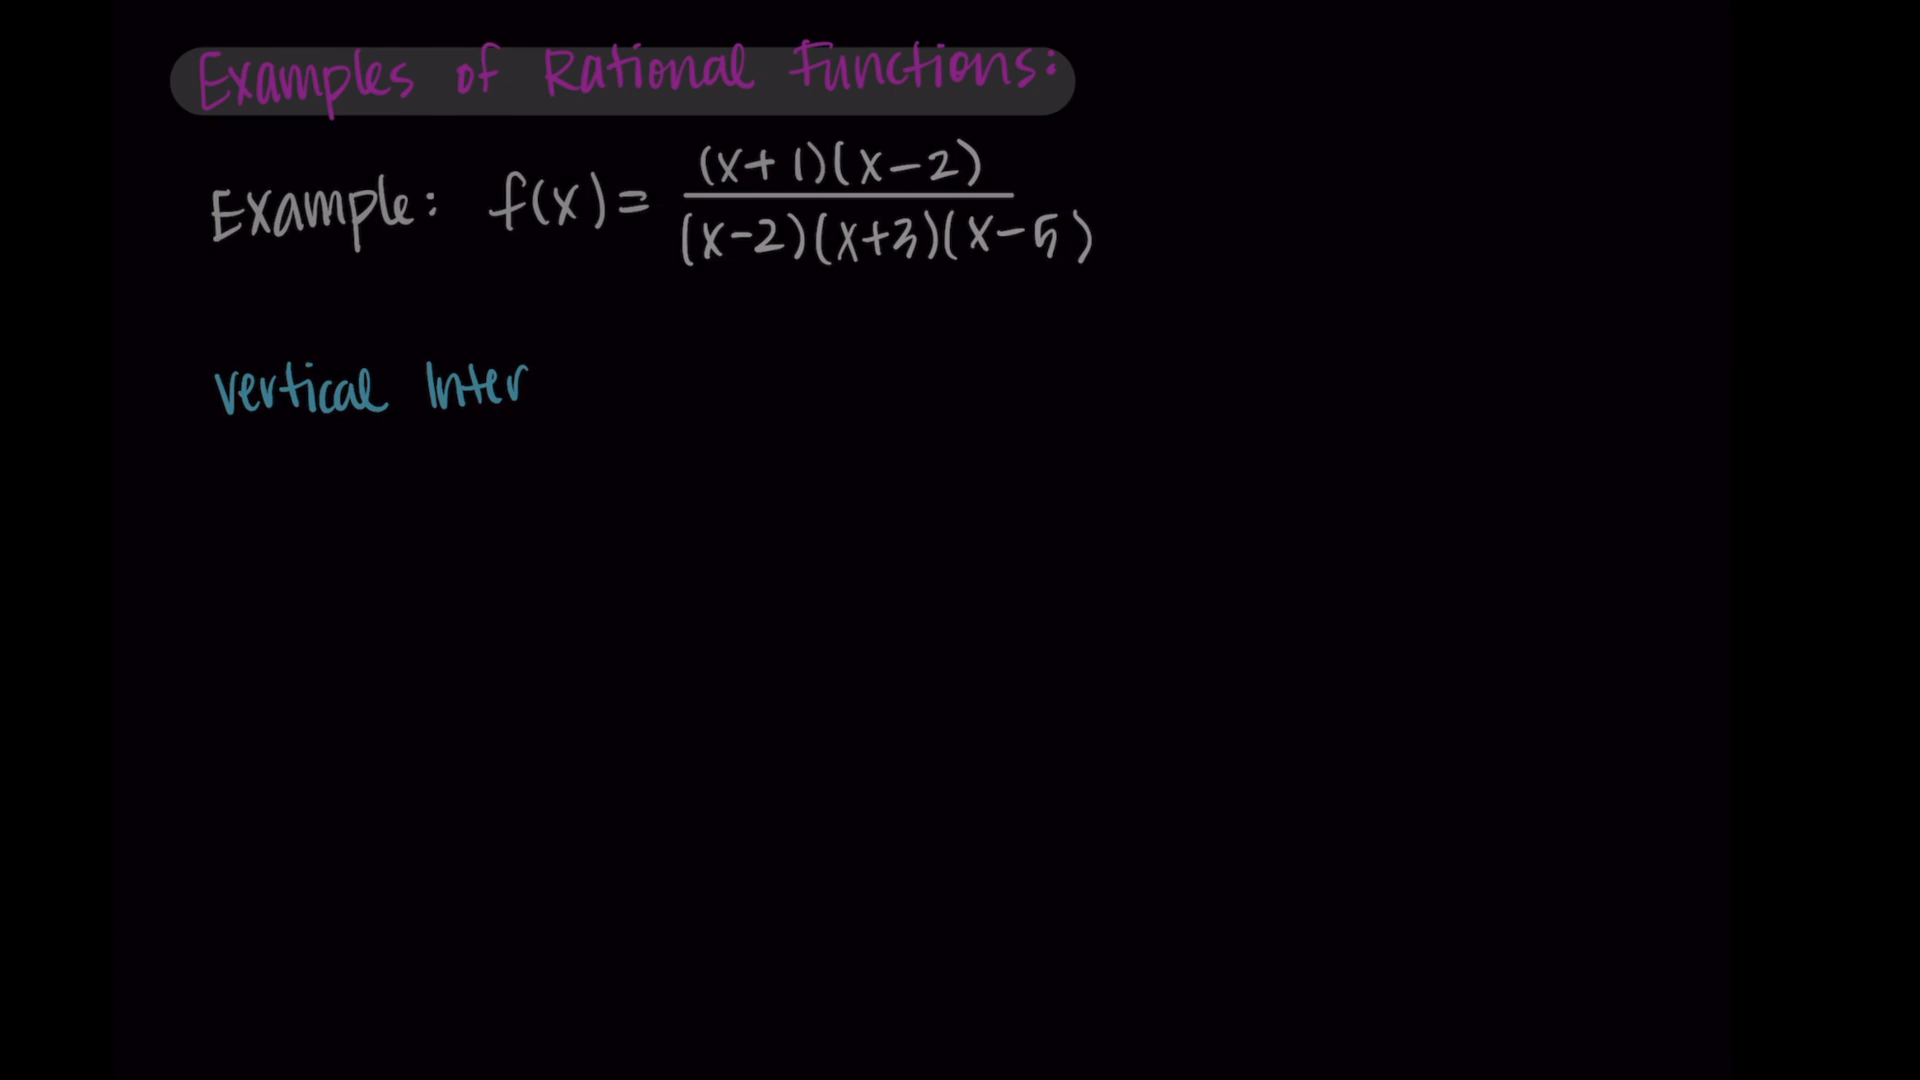 Examples of Rational Functions:
Example: f(x) = (x+1)(x-2) / (x-2)(x+3)(x-5)
vertical Inter